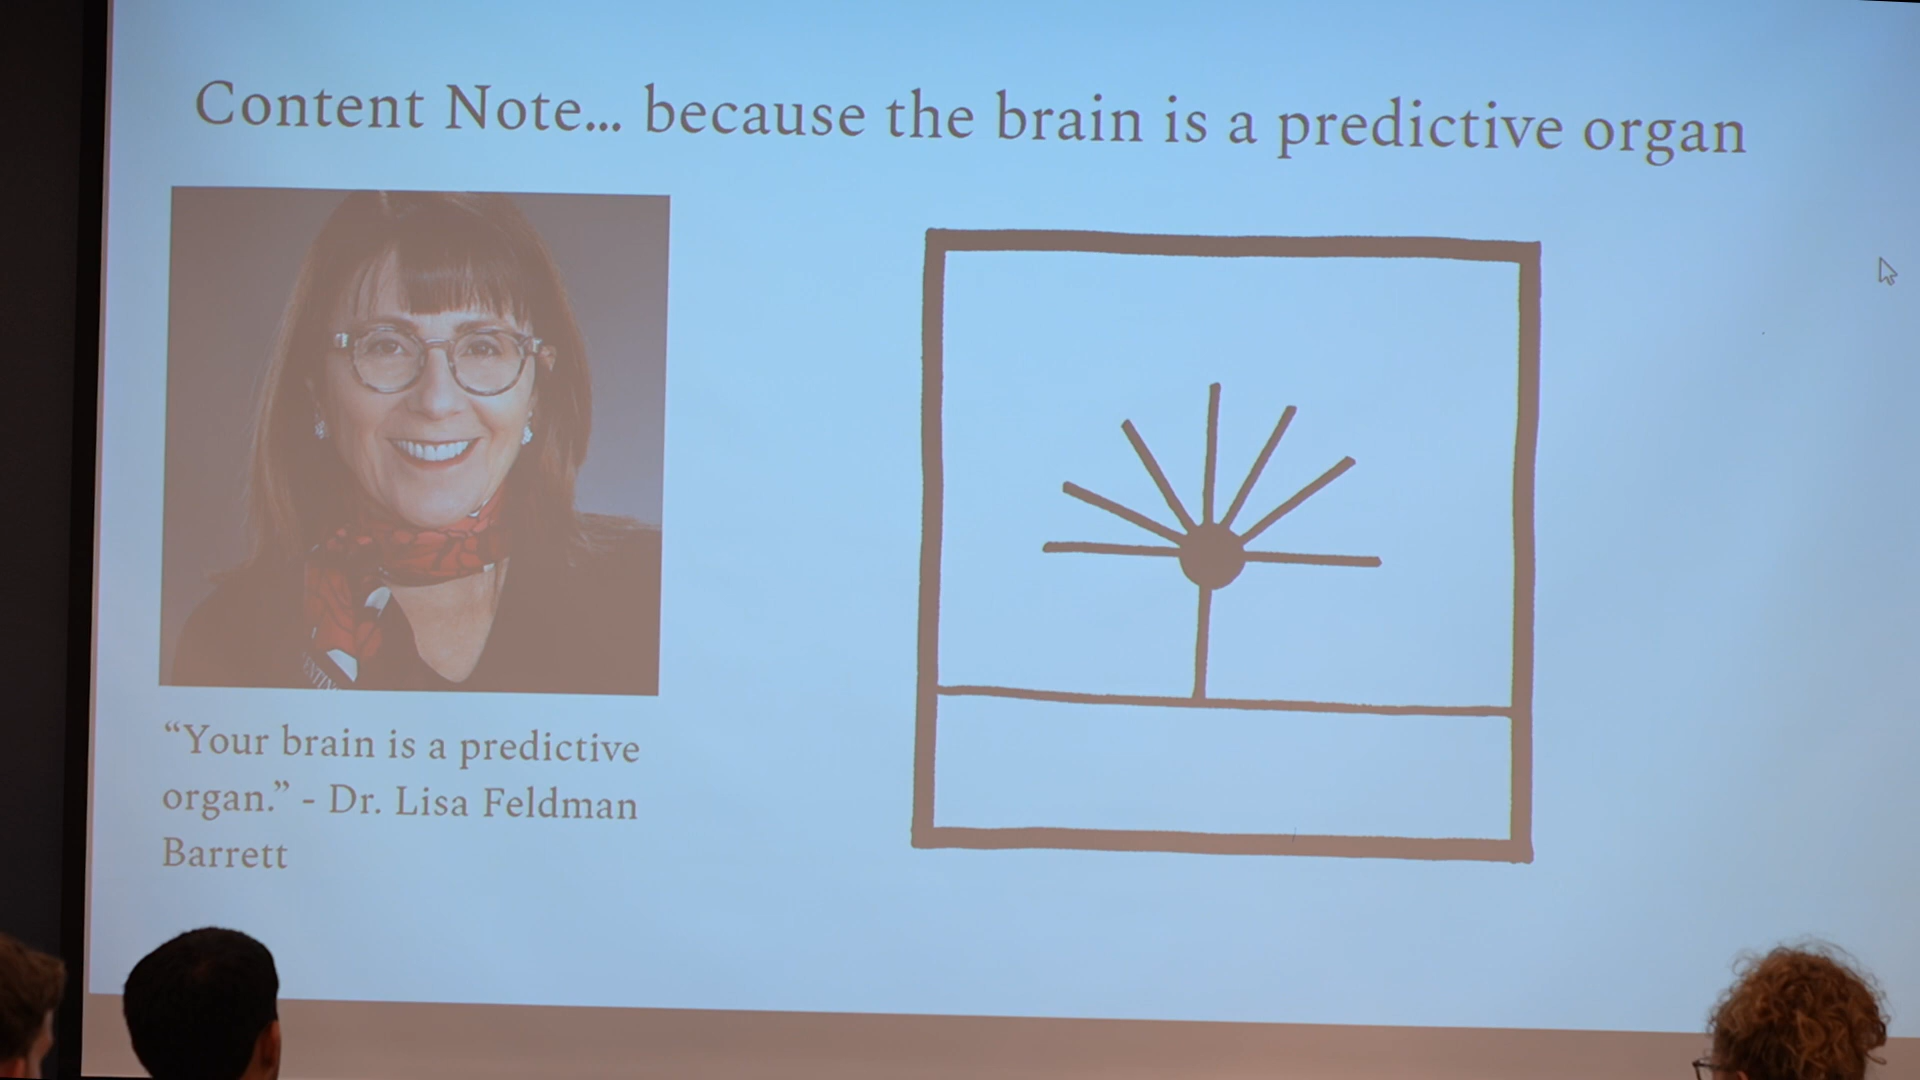 Content Note... because the brain is a predictive organ
“Your brain is a predictive
organ.” - Dr. Lisa Feldman
Barrett